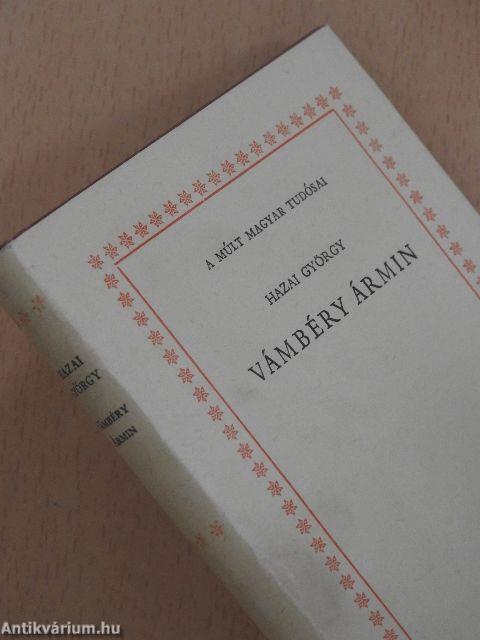 A MÚLT MAGYAR TUDÓSAI
HAZAI GYÖRGY
VÁMBÉRY ÁRMIN
HAZAI
GYÖRGY
VÁMBÉRY
ÁRMIN
Antikvárium.hu